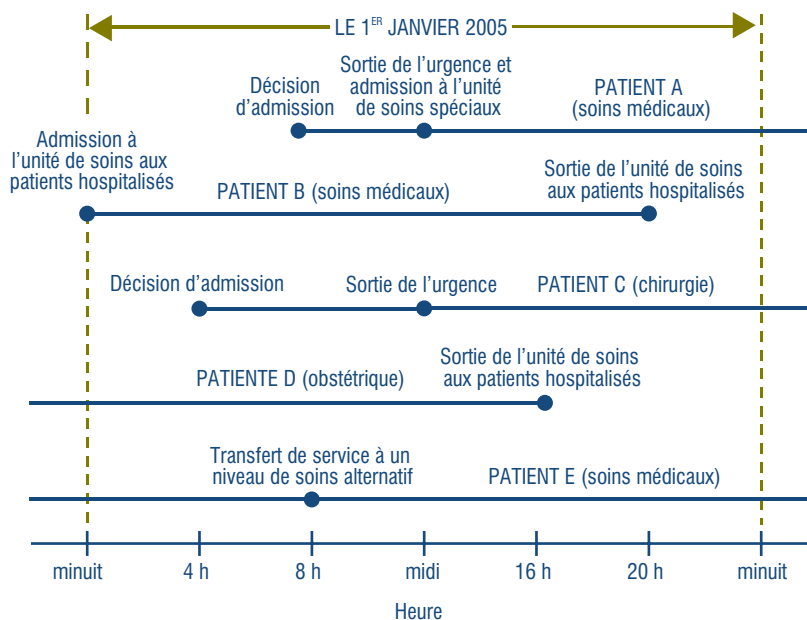 LE 1ER JANVIER 2005
Décision
d’admission
Sortie de l’urgence et
admission à l’unité
de soins spéciaux
PATIENT A
(soins médicaux)
Admission à
l’unité de soins aux
patients hospitalisés
PATIENT B (soins médicaux)
Sortie de l’unité de soins
aux patients hospitalisés
Décision d’admission
Sortie de l’urgence
PATIENT C (chirurgie)
PATIENTE D (obstétrique)
Sortie de l’unité de soins
aux patients hospitalisés
Transfert de service à un
niveau de soins alternatif
PATIENT E (soins médicaux)
minuit 4 h 8 h midi 16 h 20 h minuit
Heure